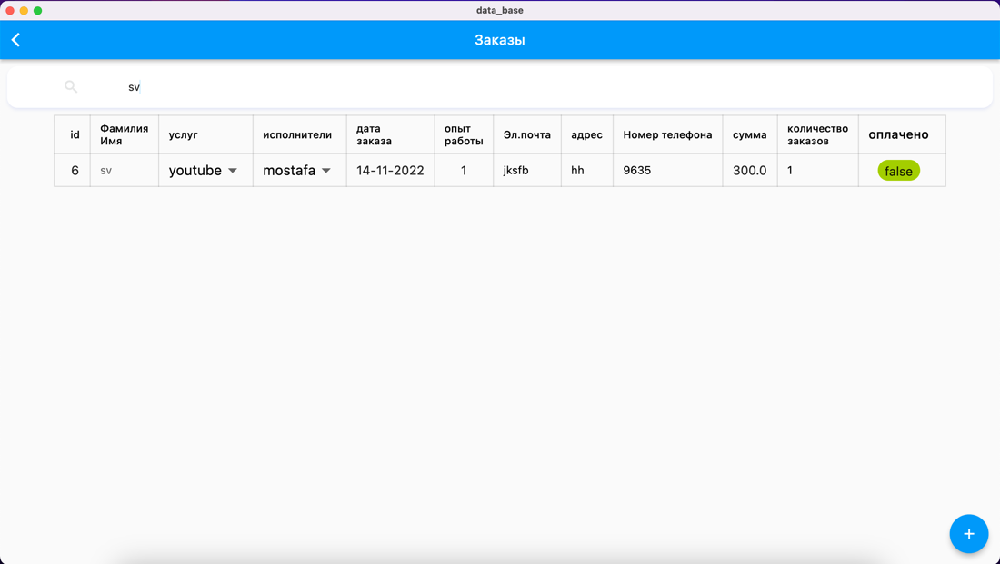 data_base
Заказы
sv
id
Фамилия
Имя
услуг
исполнители
дата
заказа
опыт
работы
Эл.почта
адрес
Номер телефона
сумма
количество
заказов
оплачено
6
sv
youtube
mostafa
14-11-2022
1
jksfb
hh
9635
300.0
1
false